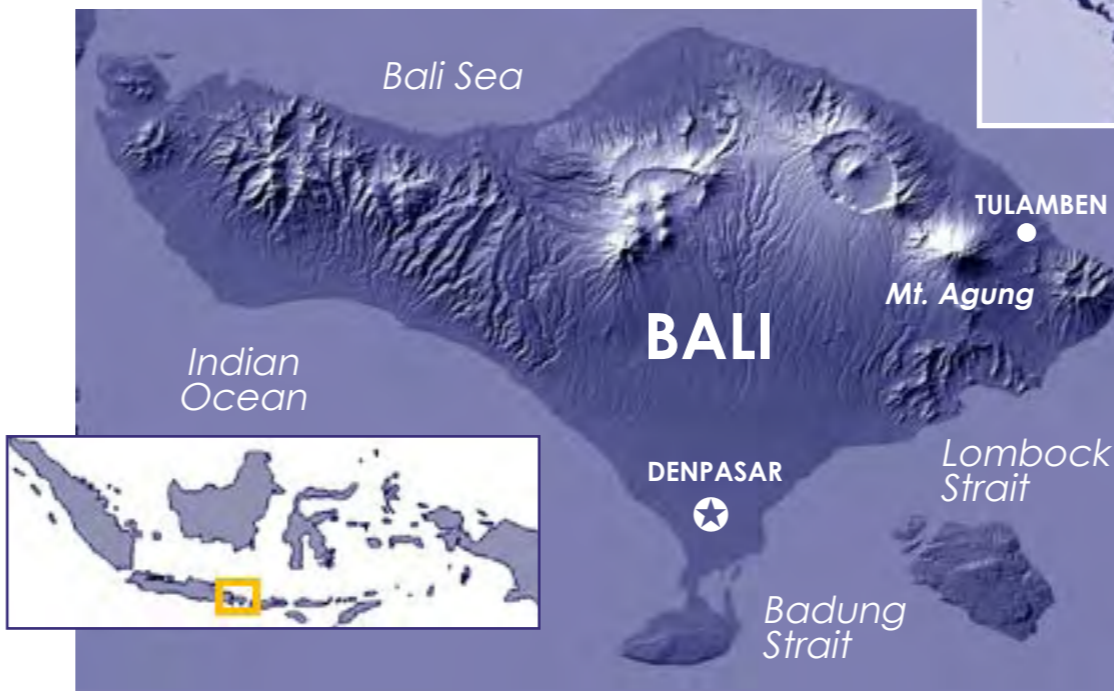 Bali Sea
TULAMBEN
Mt. Agung
BALI
Indian
Ocean
Lombock
Strait
DENPASAR
Badung
Strait